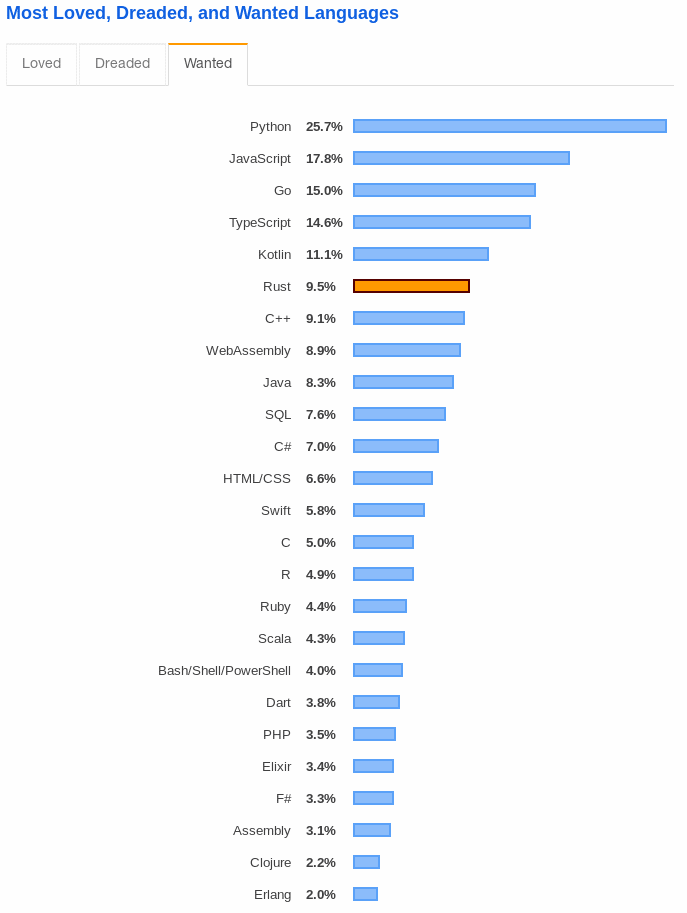 Most Loved, Dreaded, and Wanted Languages
Loved Dreaded Wanted
Python 25.7%
JavaScript 17.8%
Go 15.0%
TypeScript 14.6%
Kotlin 11.1%
Rust 9.5%
C++ 9.1%
WebAssembly 8.9%
Java 8.3%
SQL 7.6%
C# 7.0%
HTML/CSS 6.6%
Swift 5.8%
C 5.0%
R 4.9%
Ruby 4.4%
Scala 4.3%
Bash/Shell/PowerShell 4.0%
Dart 3.8%
PHP 3.5%
Elixir 3.4%
F# 3.3%
Assembly 3.1%
Clojure 2.2%
Erlang 2.0%